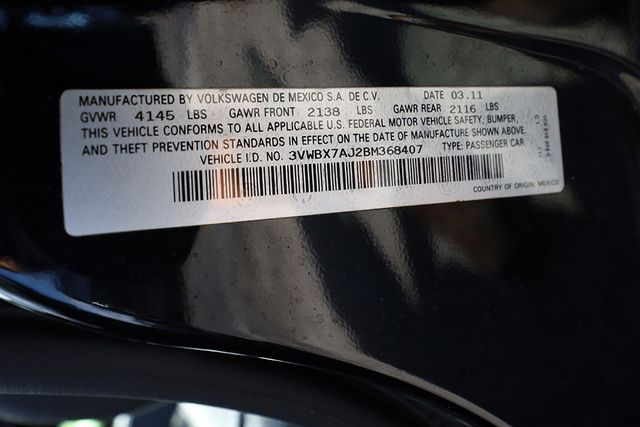 MANUFACTURED BY VOLKSWAGEN DE MEXICO S.A. DE C.V. DATE 03.11
GVWR 4145 LBS GAWR FRONT 2138 LBS GAWR REAR 2116 LBS
THIS VEHICLE CONFORMS TO ALL APPLICABLE U.S. FEDERAL MOTOR VEHICLE SAFETY, BUMPER,
AND THEFT PREVENTION STANDARDS IN EFFECT ON THE DATE OF MANUFACTURE SHOWN ABOVE.
VEHICLE I.D. NO. 3VWBX7AJ2BM368407 TYPE: PASSENGER CAR
COUNTRY OF ORIGIN: MEXICO